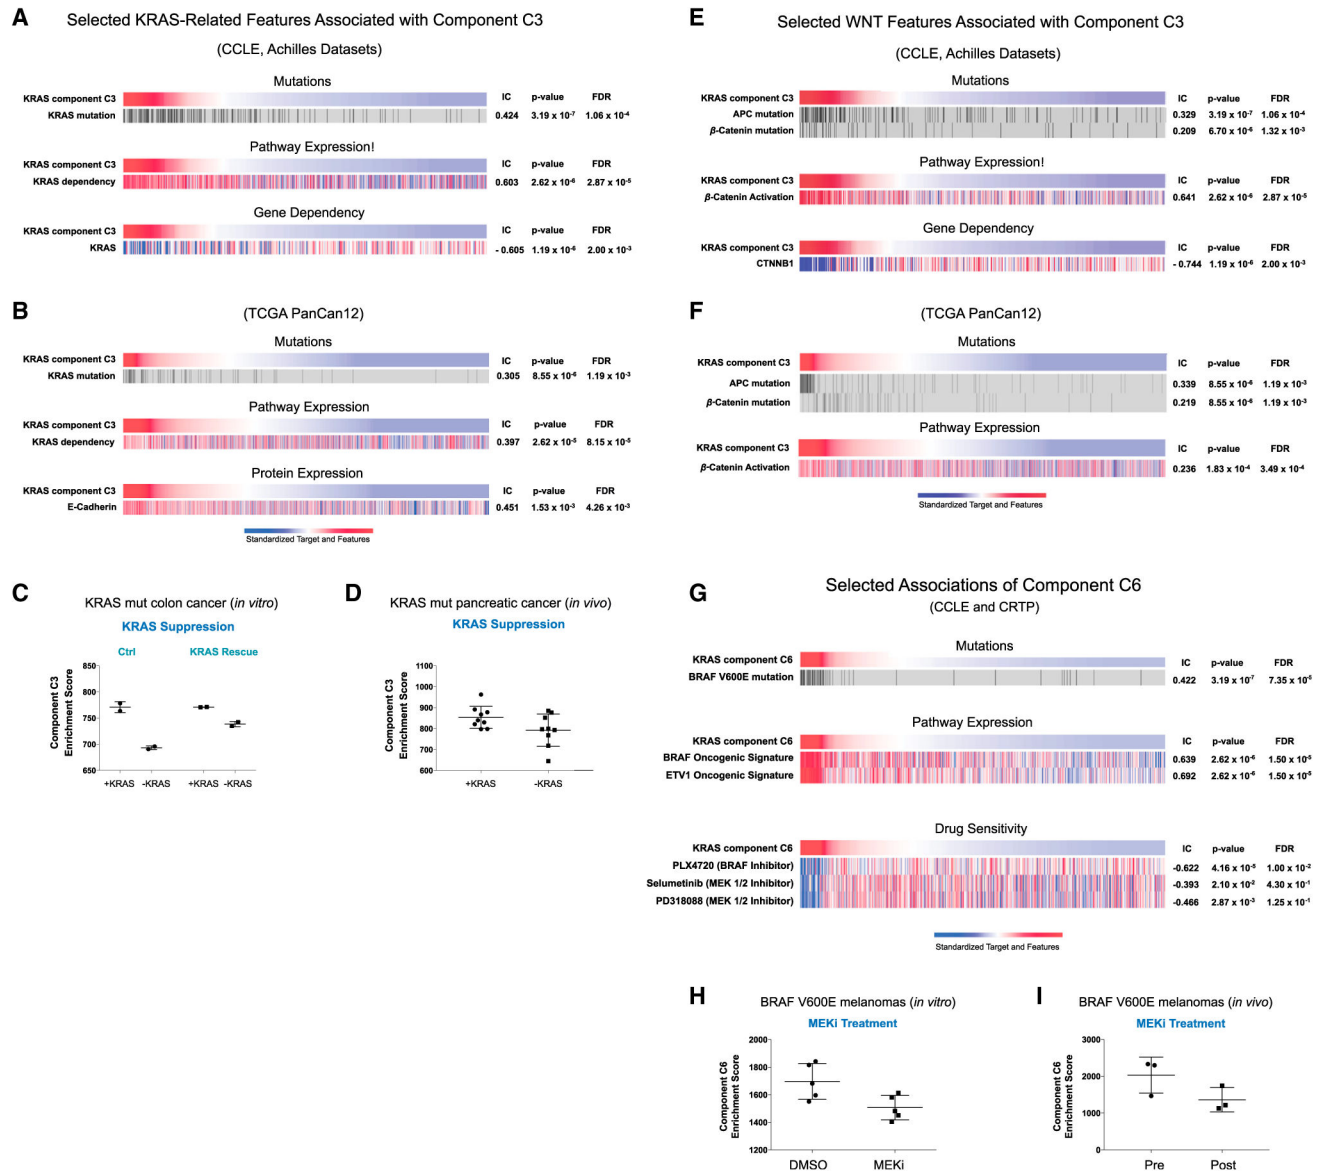 A
Selected KRAS-Related Features Associated with Component C3
(CCLE, Achilles Datasets)
Mutations
IC p-value FDR
KRAS component C3
KRAS mutation 0.424 3.19 x 10-7 1.06 x 10-4
Pathway Expression!
IC p-value FDR
KRAS component C3
KRAS dependency 0.603 2.62 x 10-6 2.87 x 10-5
Gene Dependency
IC p-value FDR
KRAS component C3
KRAS - 0.605 1.19 x 10-6 2.00 x 10-3
B
(TCGA PanCan12)
Mutations
KRAS component C3 IC p-value FDR
KRAS mutation 0.305 8.55 x 10-6 1.19 x 10-3
Pathway Expression
KRAS component C3 IC p-value FDR
KRAS dependency 0.397 2.62 x 10-5 8.15 x 10-5
Protein Expression
KRAS component C3 IC p-value FDR
E-Cadherin 0.451 1.53 x 10-3 4.26 x 10-3
Standardized Target and Features
C
KRAS mut colon cancer (in vitro)
KRAS Suppression
Ctrl KRAS Rescue
Component C3
Enrichment Score
850
800
750
700
650
+KRAS -KRAS +KRAS -KRAS
D
KRAS mut pancreatic cancer (in vivo)
KRAS Suppression
Component C3
Enrichment Score
1100
1000
900
800
700
600
+KRAS -KRAS
E
Selected WNT Features Associated with Component C3
(CCLE, Achilles Datasets)
Mutations
KRAS component C3 IC p-value FDR
APC mutation 0.329 3.19 x 10-7 1.06 x 10-4
β-Catenin mutation 0.209 6.70 x 10-6 1.32 x 10-3
Pathway Expression!
KRAS component C3 IC p-value FDR
β-Catenin Activation 0.641 2.62 x 10-6 2.87 x 10-5
Gene Dependency
KRAS component C3 IC p-value FDR
CTNNB1 - 0.744 1.19 x 10-6 2.00 x 10-3
F
(TCGA PanCan12)
Mutations
KRAS component C3 IC p-value FDR
APC mutation 0.339 8.55 x 10-6 1.19 x 10-3
β-Catenin mutation 0.219 8.55 x 10-6 1.19 x 10-3
Pathway Expression
KRAS component C3 IC p-value FDR
β-Catenin Activation 0.236 1.83 x 10-4 3.49 x 10-4
Standardized Target and Features
G
Selected Associations of Component C6
(CCLE and CRTP)
Mutations
KRAS component C6 IC p-value FDR
BRAF V600E mutation 0.422 3.19 x 10-7 7.35 x 10-5
Pathway Expression
KRAS component C6 IC p-value FDR
BRAF Oncogenic Signature 0.639 2.62 x 10-6 1.50 x 10-5
ETV1 Oncogenic Signature 0.692 2.62 x 10-6 1.50 x 10-5
Drug Sensitivity
KRAS component C6 IC p-value FDR
PLX4720 (BRAF Inhibitor) -0.622 4.16 x 10-5 1.00 x 10-2
Selumetinib (MEK 1/2 Inhibitor) -0.393 2.10 x 10-2 4.30 x 10-1
PD318088 (MEK 1/2 Inhibitor) -0.466 2.87 x 10-3 1.25 x 10-1
Standardized Target and Features
H
BRAF V600E melanomas (in vitro)
MEKi Treatment
Component C6
Enrichment Score
2000
1800
1600
1400
1200
DMSO MEKi
I
BRAF V600E melanomas (in vivo)
MEKi Treatment
Component C6
Enrichment Score
3000
2000
1000
0
Pre Post